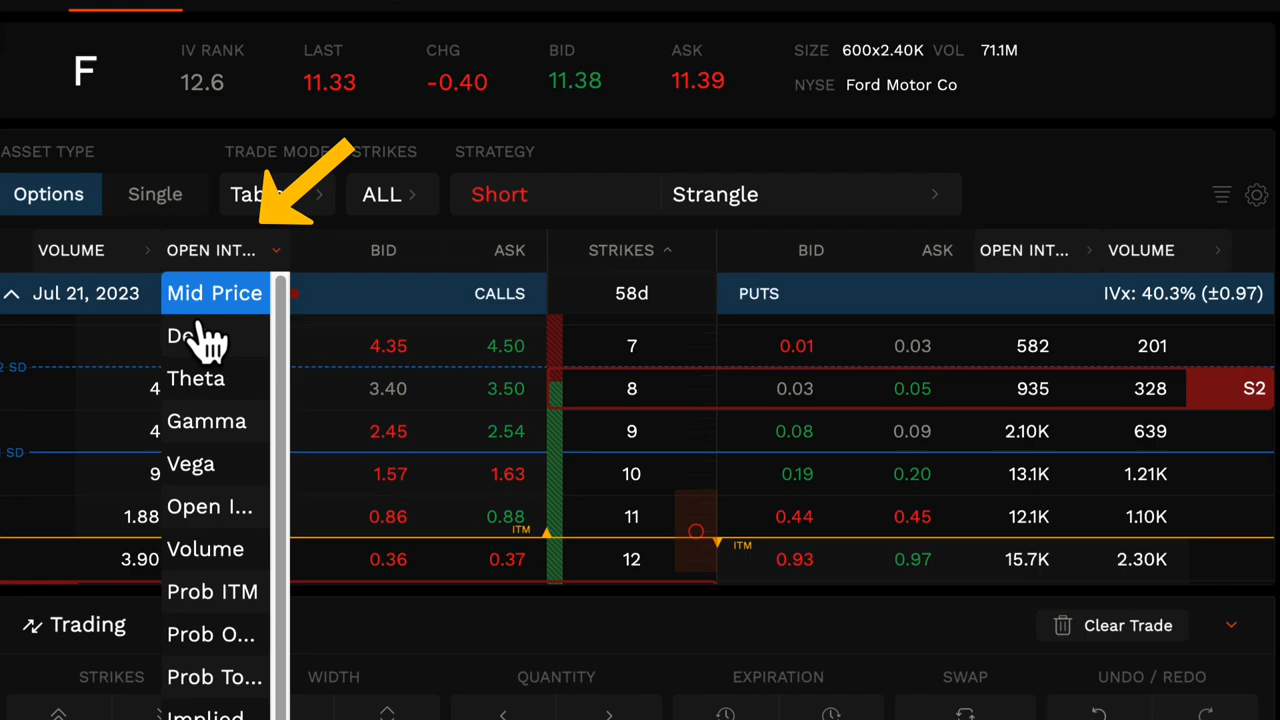 F
IV RANK LAST CHG BID ASK SIZE 600x2.40K VOL 71.1M
12.6 11.33 -0.40 11.38 11.39 NYSE Ford Motor Co
ASSET TYPE TRADE MODE STRIKES STRATEGY
Options Single ALL Short Strangle
VOLUME OPEN INT... BID ASK STRIKES BID ASK OPEN INT... VOLUME
Jul 21, 2023 Mid Price CALLS 58d PUTS IVx: 40.3% (±0.97)
4.35 4.50 7 0.01 0.03 582 201
2 SD
Theta
4 3.40 3.50 8 0.03 0.05 935 328 S2
4 Gamma 2.45 2.54 9 0.08 0.09 2.10K 639
SD
9 Vega 1.57 1.63 10 0.19 0.20 13.1K 1.21K
1.88 Open I... 0.86 0.88 11 0.44 0.45 12.1K 1.10K
ITM ITM
3.90 Volume 0.36 0.37 12 0.93 0.97 15.7K 2.30K
Prob ITM
Trading Prob O... Clear Trade
STRIKES Prob To... WIDTH QUANTITY EXPIRATION SWAP UNDO / REDO
Implied